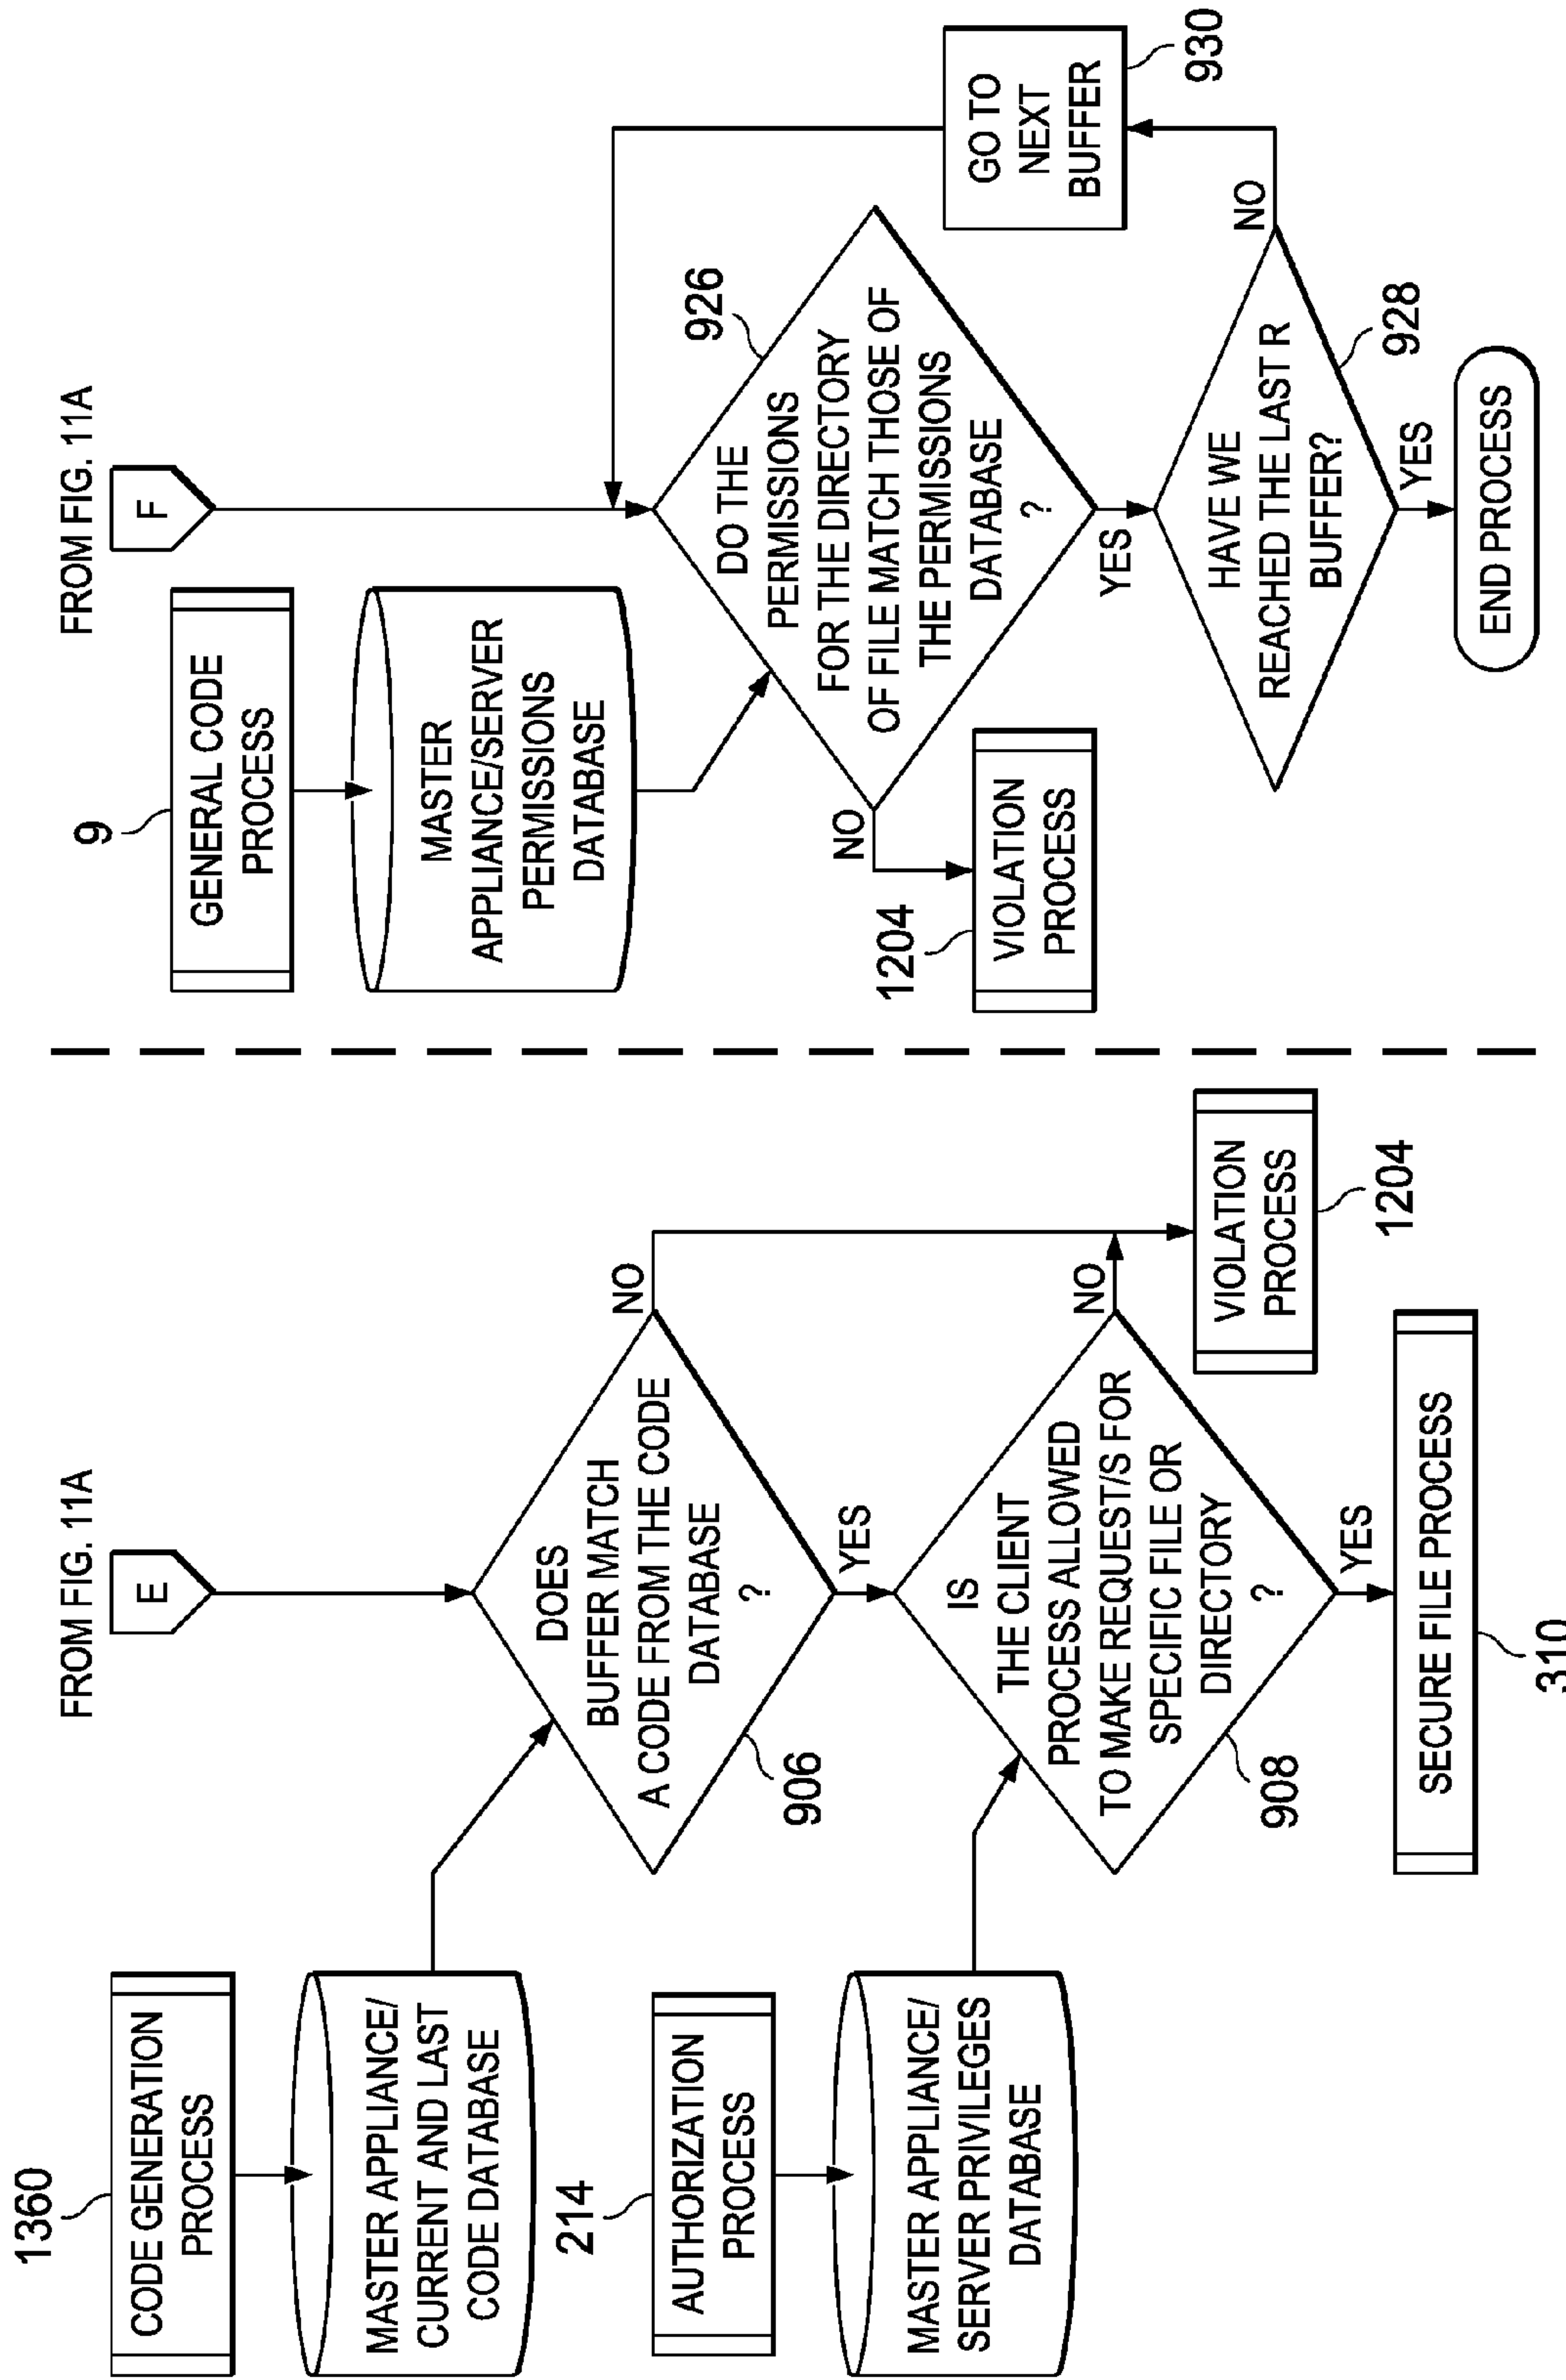 FROM FIG. 11A
E
1360
CODE GENERATION
PROCESS
MASTER APPLIANCE/
CURRENT AND LAST
CODE DATABASE
DOES
BUFFER MATCH
A CODE FROM THE CODE
DATABASE
?
906
NO
YES
214
AUTHORIZATION
PROCESS
MASTER APPLIANCE/
SERVER PRIVILEGES
DATABASE
IS
THE CLIENT
PROCESS ALLOWED
TO MAKE REQUEST/S FOR
SPECIFIC FILE OR
DIRECTORY
?
908
NO
YES
VIOLATION
PROCESS
1204
SECURE FILE PROCESS
310
FROM FIG. 11A
F
9
GENERAL CODE
PROCESS
MASTER
APPLIANCE/SERVER
PERMISSIONS
DATABASE
DO THE
PERMISSIONS
FOR THE DIRECTORY
OF FILE MATCH THOSE OF
THE PERMISSIONS
DATABASE
?
926
NO
YES
1204
VIOLATION
PROCESS
GO TO
NEXT
BUFFER
930
HAVE WE
REACHED THE LAST R
BUFFER?
928
NO
YES
END PROCESS